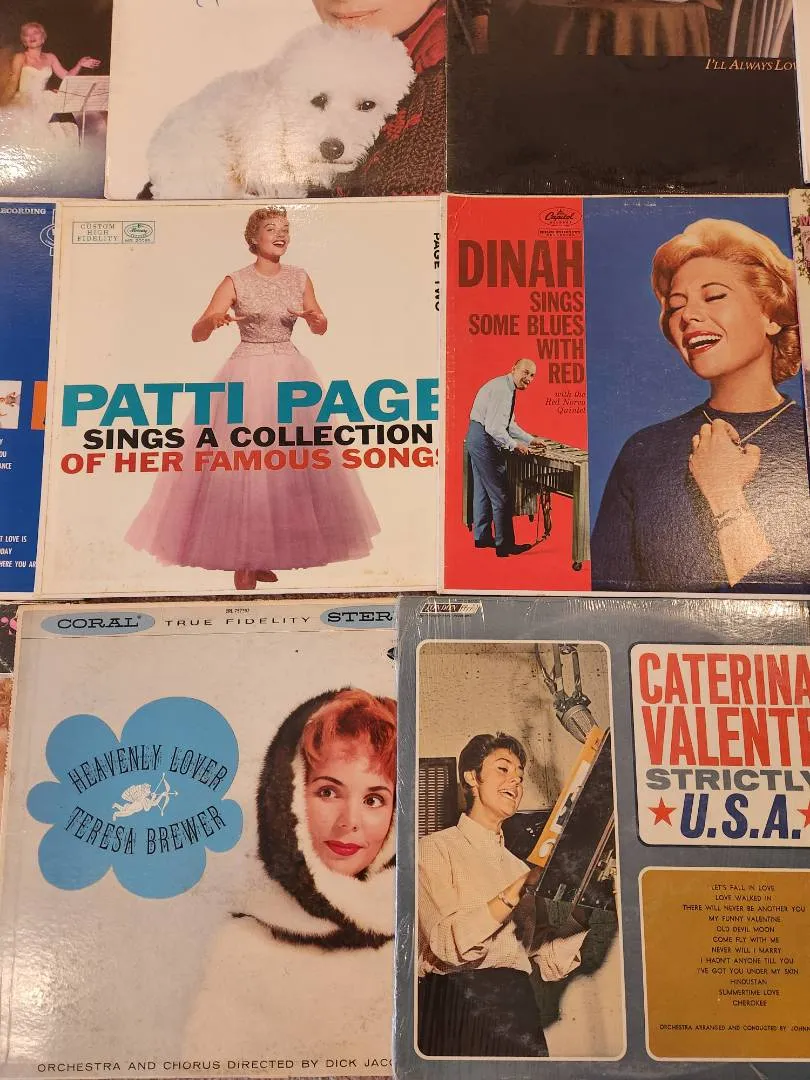 I'LL ALWAYS LOV
RECORDING
CUSTOM
HIGH
FIDELITY
PAGE TWO
PATTI PAGE
SINGS A COLLECTION
OF HER FAMOUS SONGS
Capitol
DINAH
SINGS
SOME BLUES
WITH
RED
with the
Red Norvo
Quintet
CORAL
TRUE FIDELITY
STER
HEAVENLY LOVER
TERESA BREWER
ORCHESTRA AND CHORUS DIRECTED BY DICK JAC
LONDON
CATERINA
VALENTE
STRICTLY
U.S.A.
LET'S FALL IN LOVE
LOVE WALKED IN
THERE WILL NEVER BE ANOTHER YOU
MY FUNNY VALENTINE
OLD DEVIL MOON
COME FLY WITH ME
NEVER WILL I MARRY
I HADN'T ANYONE TILL YOU
I'VE GOT YOU UNDER MY SKIN
HINDUSTAN
SUMMERTIME LOVE
CHEROKEE
ORCHESTRA ARRANGED AND CONDUCTED BY JOHN